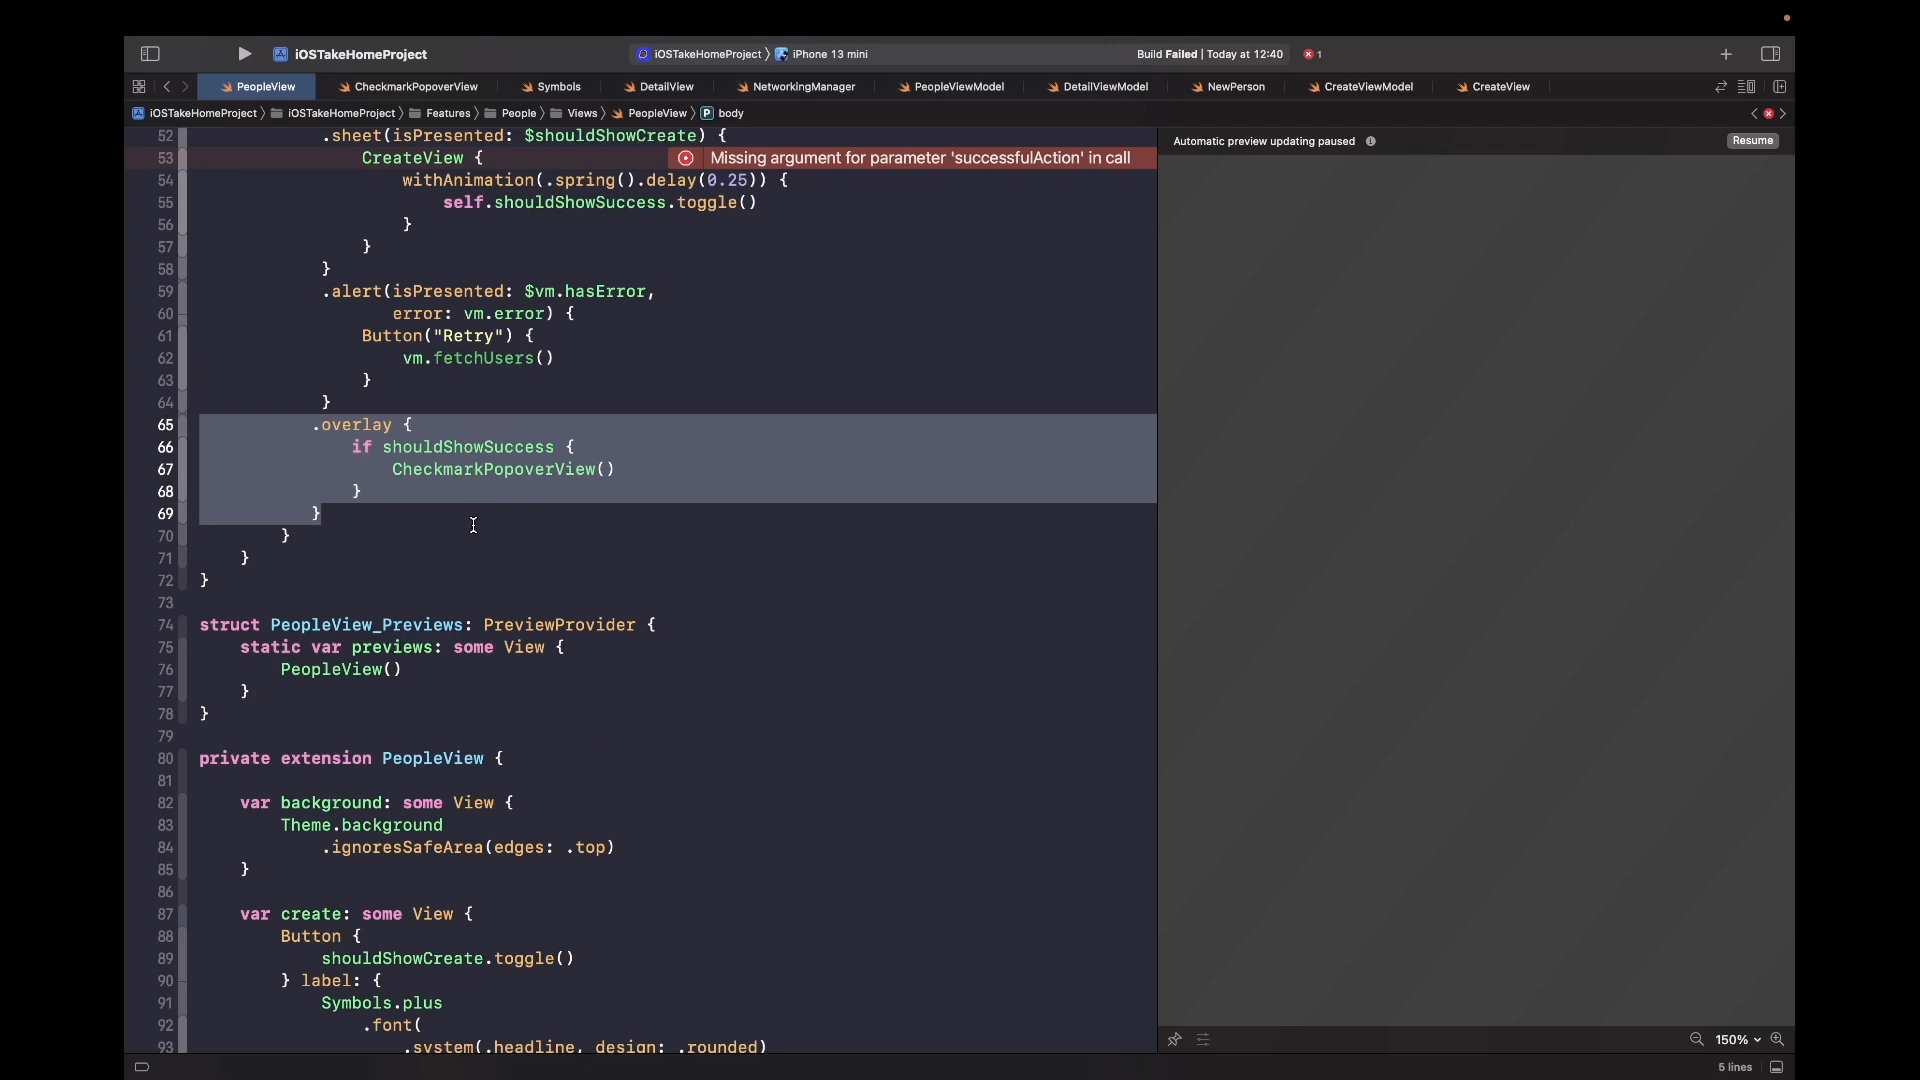 iOSTakeHomeProject
iOSTakeHomeProject
iPhone 13 mini
Build Failed | Today at 12:40
1
PeopleView
CheckmarkPopoverView
Symbols
DetailView
NetworkingManager
PeopleViewModel
DetailViewModel
NewPerson
CreateViewModel
CreateView
iOSTakeHomeProject
iOSTakeHomeProject
Features
People
Views
PeopleView
P body
52 .sheet(isPresented: $shouldShowCreate) {
53 CreateView { Missing argument for parameter 'successfulAction' in call
54 withAnimation(.spring().delay(0.25)) {
55 self.shouldShowSuccess.toggle()
56 }
57 }
58 }
59 .alert(isPresented: $vm.hasError,
60 error: vm.error) {
61 Button("Retry") {
62 vm.fetchUsers()
63 }
64 }
65 .overlay {
66 if shouldShowSuccess {
67 CheckmarkPopoverView()
68 }
69 }
70 }
71 }
72 }
73
74 struct PeopleView_Previews: PreviewProvider {
75 static var previews: some View {
76 PeopleView()
77 }
78 }
79
80 private extension PeopleView {
81
82 var background: some View {
83 Theme.background
84 .ignoresSafeArea(edges: .top)
85 }
86
87 var create: some View {
88 Button {
89 shouldShowCreate.toggle()
90 } label: {
91 Symbols.plus
92 .font(
93 .system(.headline, design: .rounded)
Automatic preview updating paused
Resume
150%
5 lines